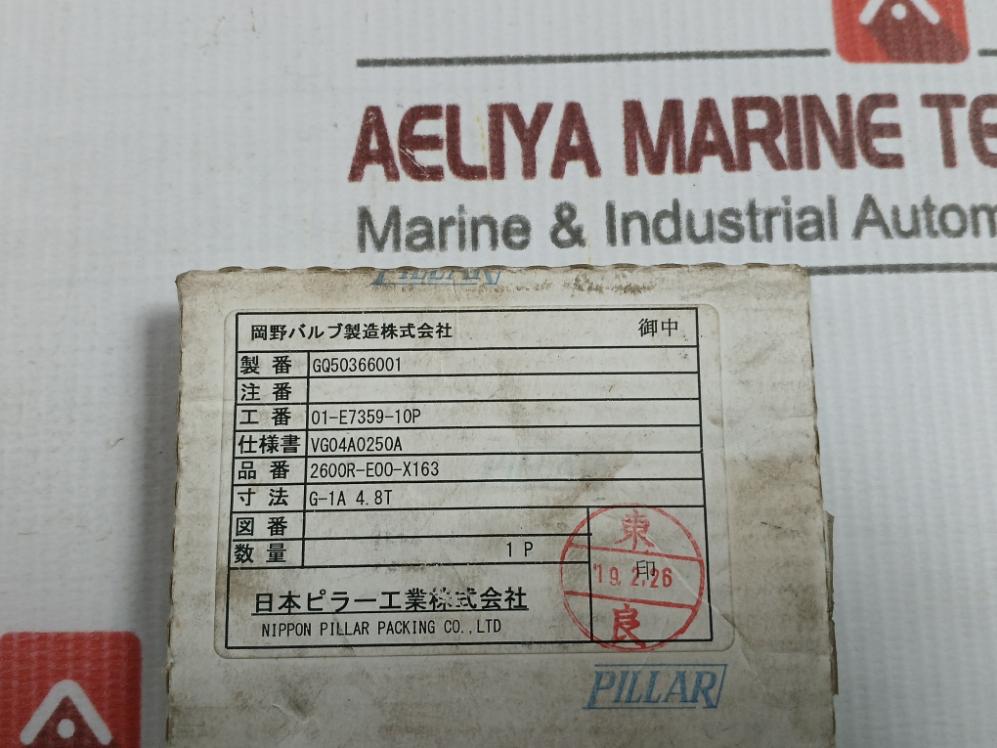 AELIYA MARINE TE
Marine & Industrial Autom
PILLAR
岡野バルブ製造株式会社 御中
製番 GQ50366001
注番
工番 01-E7359-10P
仕様書 VG04A0250A
品番 2600R-E00-X163
寸法 G-1A 4.8T
図番
数量 1 P
印
東
'19.2.26
良
日本ピラー工業株式会社
NIPPON PILLAR PACKING CO.,LTD
PILLAR